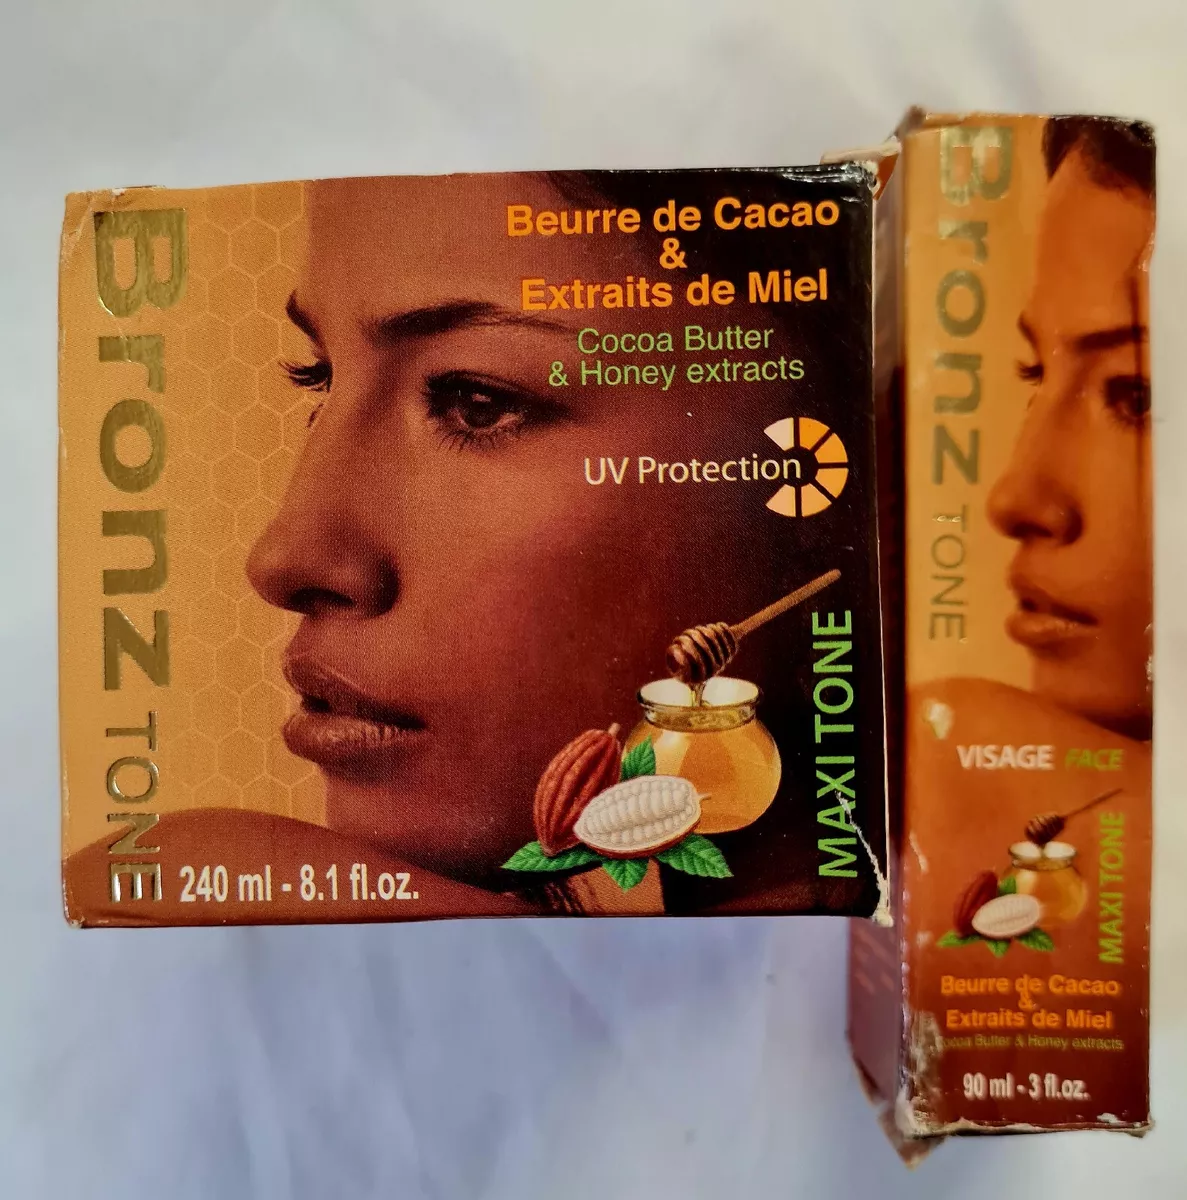 Bronz TONE
Beurre de Cacao
&
Extraits de Miel
Cocoa Butter
& Honey extracts
UV Protection
MAXI TONE
240 ml - 8.1 fl.oz.
Bronz TONE
VISAGE FACE
MAXI TONE
Beurre de Cacao
&
Extraits de Miel
Cocoa Butter & Honey extracts
90 ml - 3 fl.oz.